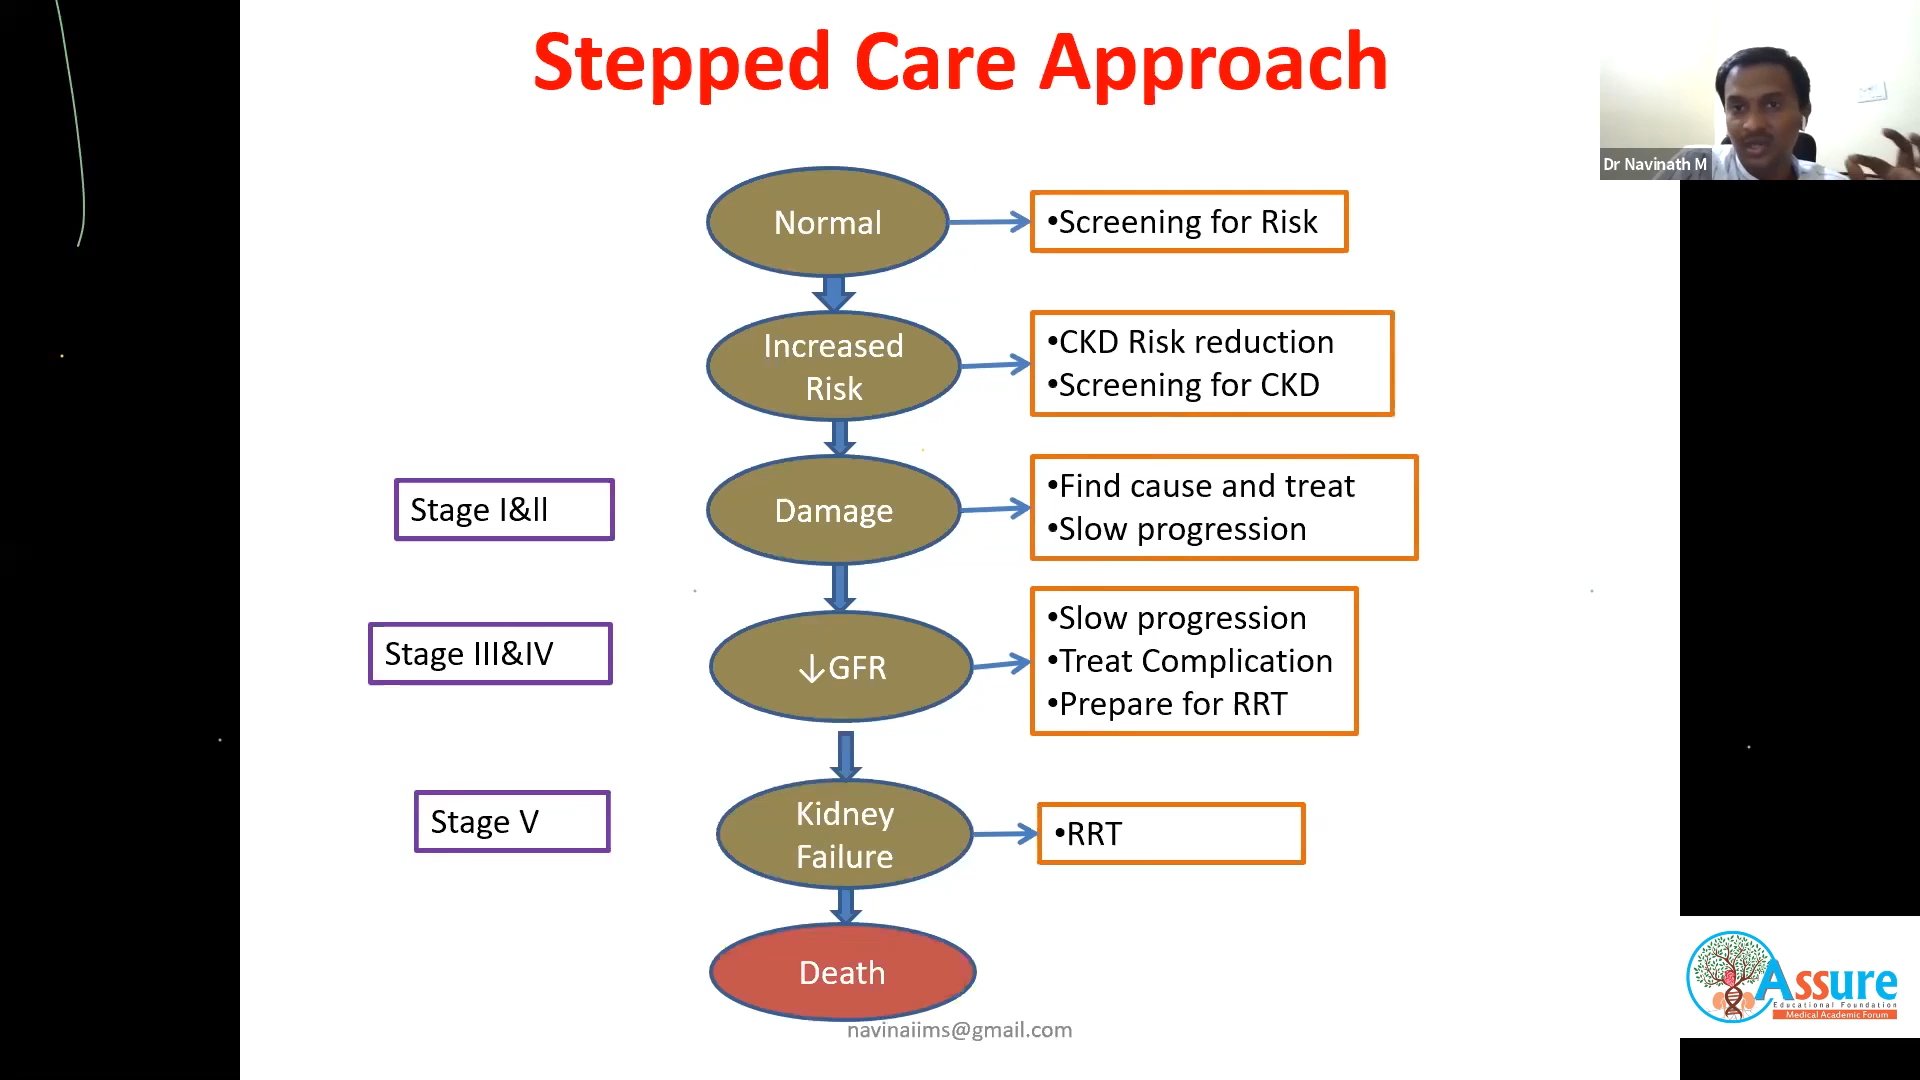 Stepped Care Approach
Dr Navinath M
Normal
•Screening for Risk
Increased
Risk
•CKD Risk reduction
•Screening for CKD
Stage I&II
Damage
•Find cause and treat
•Slow progression
Stage III&IV
↓GFR
•Slow progression
•Treat Complication
•Prepare for RRT
Stage V
Kidney
Failure
•RRT
Death
navinaiims@gmail.com
Assure
Educational Foundation
Medical Academic Forum